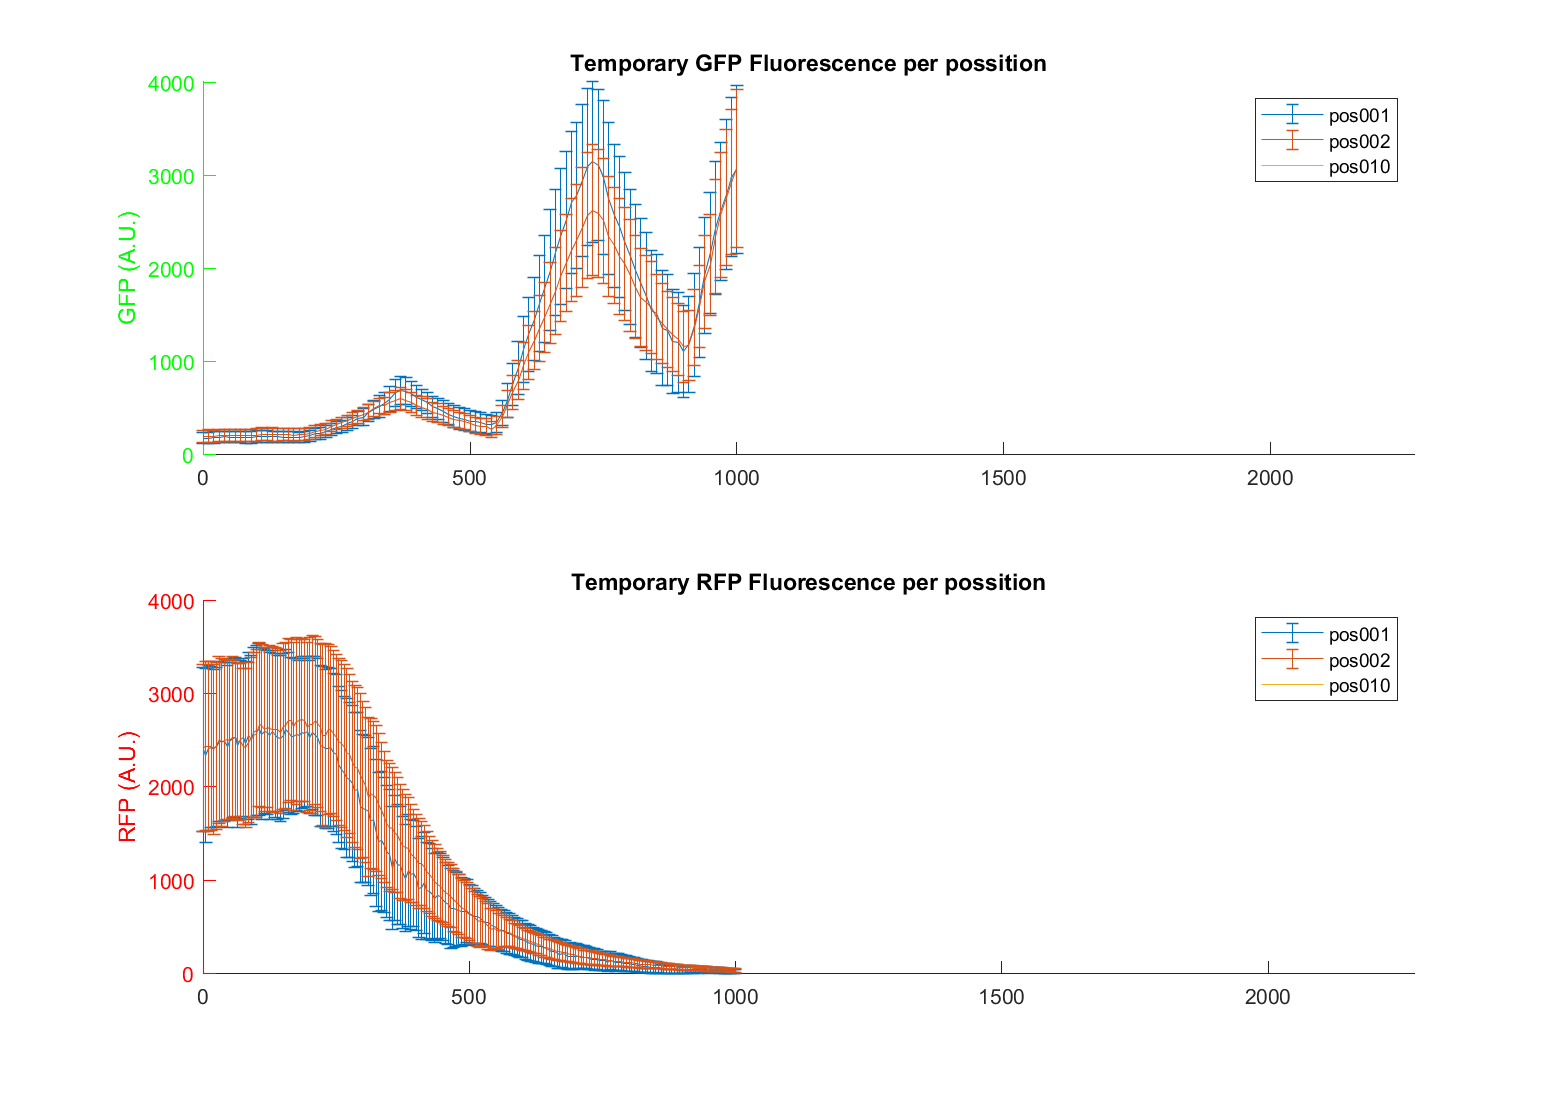 Temporary GFP Fluorescence per possition
4000
3000
2000
1000
0
GFP (A.U.)
0 500 1000 1500 2000
pos001
pos002
pos010
Temporary RFP Fluorescence per possition
4000
3000
2000
1000
0
RFP (A.U.)
0 500 1000 1500 2000
pos001
pos002
pos010